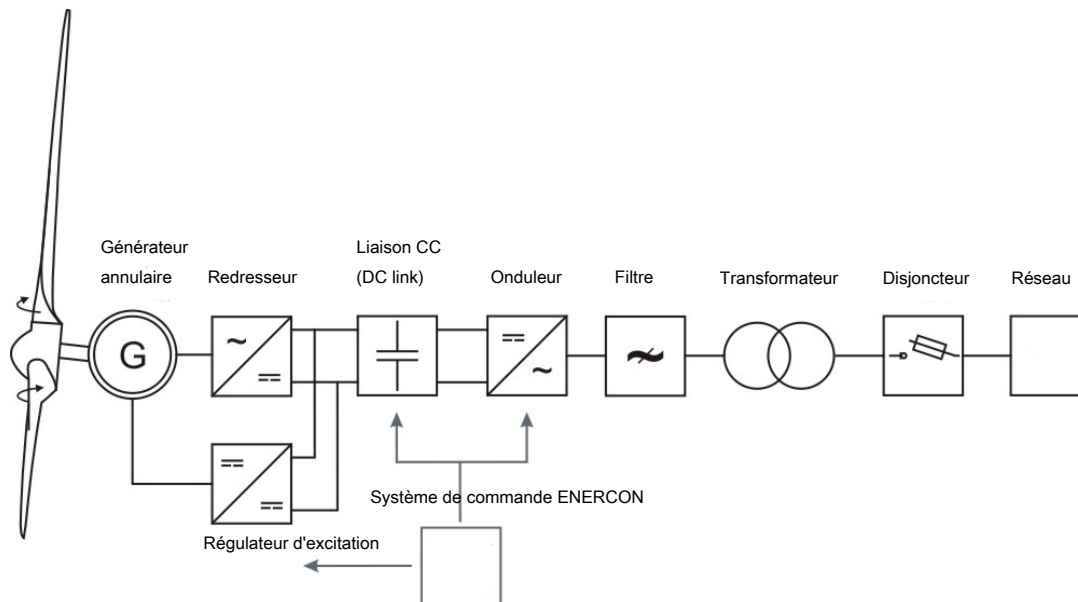 Générateur
annulaire
Redresseur
Liaison CC
(DC link)
Onduleur
Filtre
Transformateur
Disjoncteur
Réseau
G
Système de commande ENERCON
Régulateur d'excitation